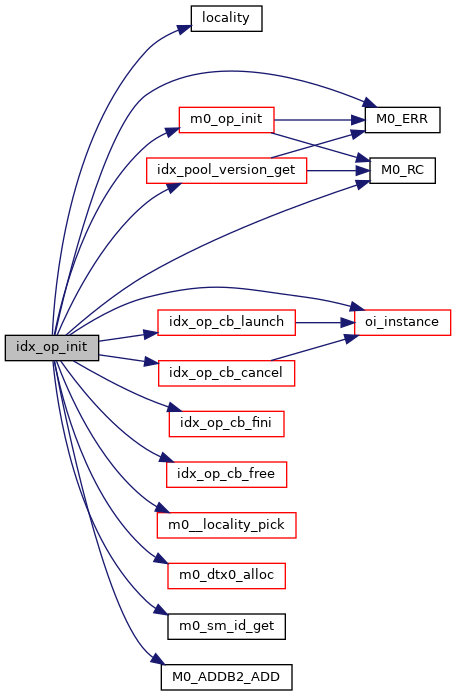 locality
M0_ERR
m0_op_init
idx_pool_version_get
M0_RC
idx_op_cb_launch
oi_instance
idx_op_init
idx_op_cb_cancel
idx_op_cb_fini
idx_op_cb_free
m0__locality_pick
m0_dtx0_alloc
m0_sm_id_get
M0_ADDB2_ADD